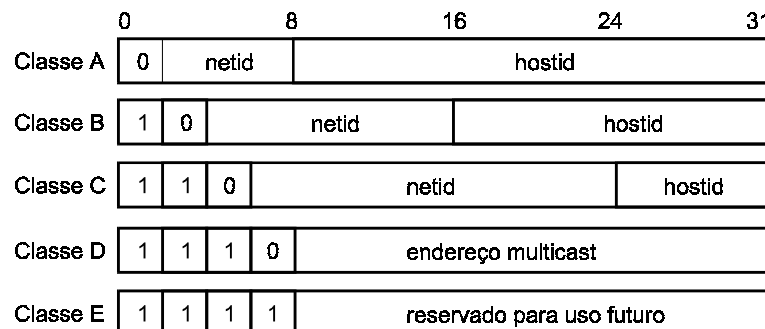 0 8 16 24 31
Classe A 0 netid hostid
Classe B 1 0 netid hostid
Classe C 1 1 0 netid hostid
Classe D 1 1 1 0 endereço multicast
Classe E 1 1 1 1 reservado para uso futuro